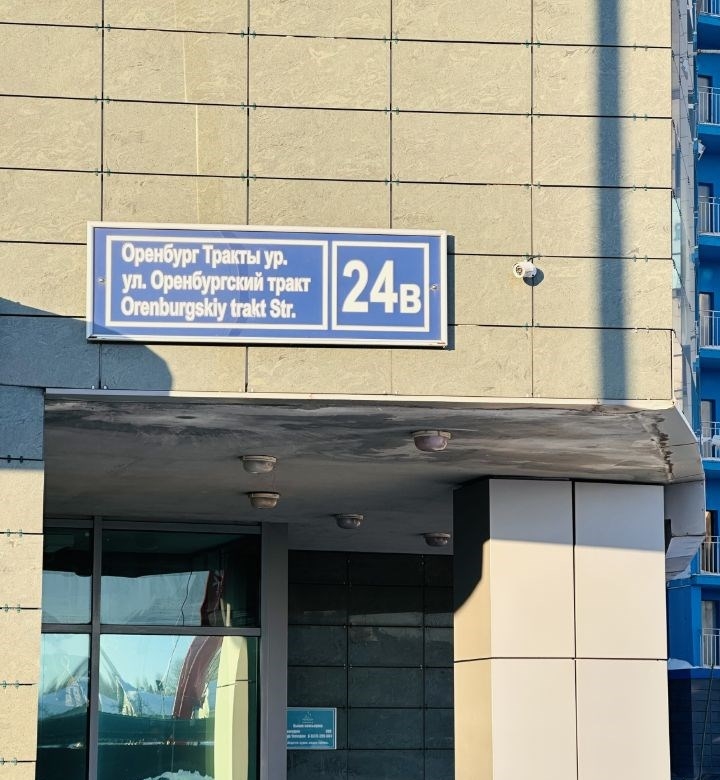 Оренбург Тракты ур.
ул. Оренбургский тракт
Orenburgskiy trakt Str.
24в